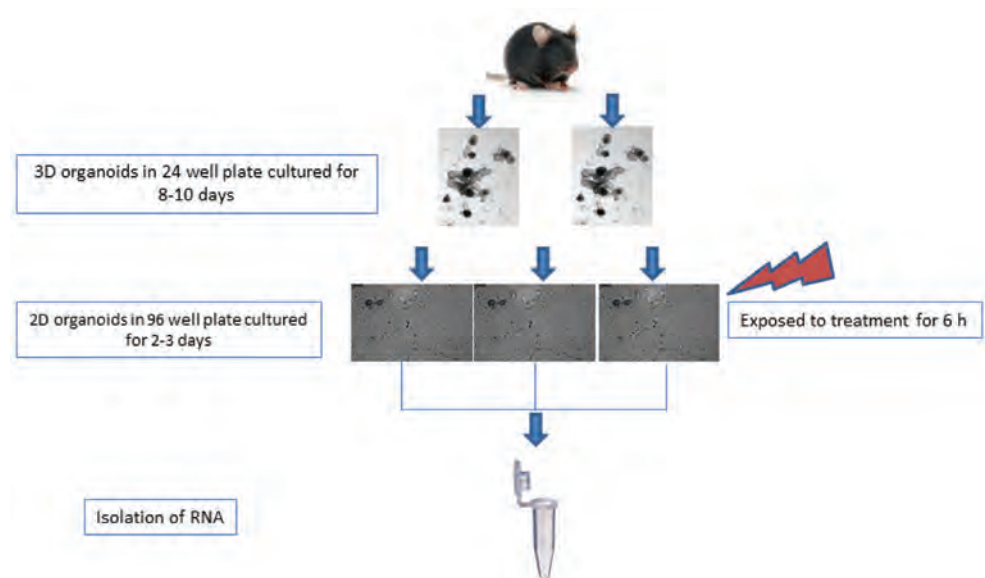 3D organoids in 24 well plate cultured for
8-10 days
2D organoids in 96 well plate cultured
for 2-3 days
Exposed to treatment for 6 h
Isolation of RNA